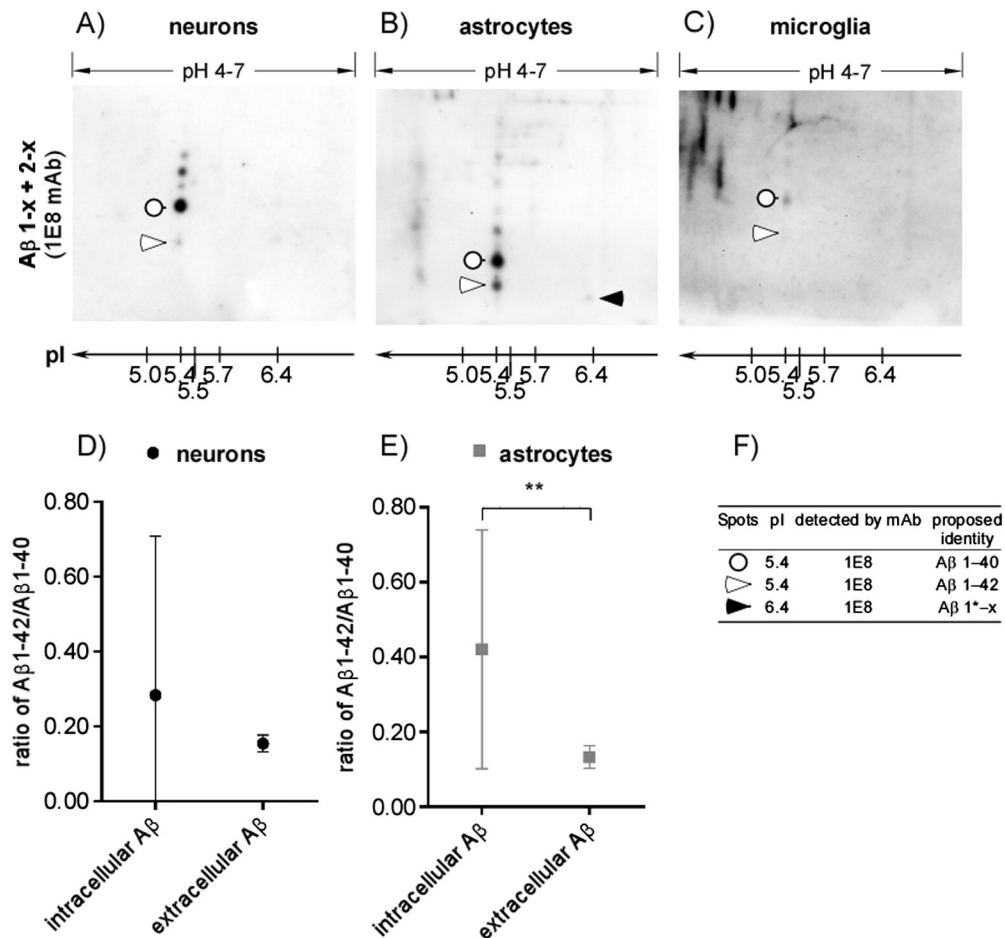 A) neurons
B) astrocytes
C) microglia
pH 4-7
pH 4-7
pH 4-7
Aβ 1-x + 2-x
(1E8 mAb)
pI
5.0 5.4 5.5 5.7 6.4
5.0 5.4 5.5 5.7 6.4
5.0 5.4 5.5 5.7 6.4
D) neurons
ratio of Aβ1-42/Aβ1-40
0.80
0.60
0.40
0.20
0.00
intracellular Aβ
extracellular Aβ
E) astrocytes
**
ratio of Aβ1-42/Aβ1-40
0.80
0.60
0.40
0.20
0.00
intracellular Aβ
extracellular Aβ
F)
Spots pI detected by mAb proposed
identity
5.4 1E8 Aβ 1–40
5.4 1E8 Aβ 1–42
6.4 1E8 Aβ 1*–x